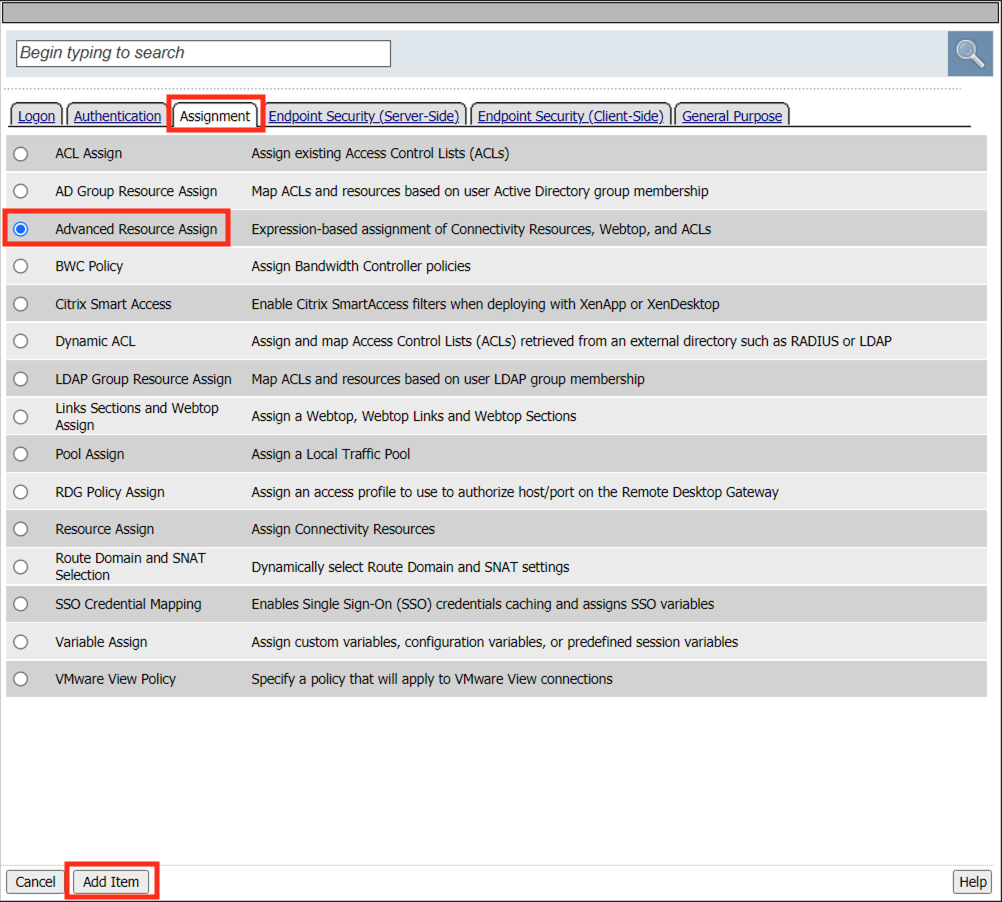 Begin typing to search
Logon Authentication Assignment Endpoint Security (Server-Side) Endpoint Security (Client-Side) General Purpose
ACL Assign Assign existing Access Control Lists (ACLs)
AD Group Resource Assign Map ACLs and resources based on user Active Directory group membership
Advanced Resource Assign Expression-based assignment of Connectivity Resources, Webtop, and ACLs
BWC Policy Assign Bandwidth Controller policies
Citrix Smart Access Enable Citrix SmartAccess filters when deploying with XenApp or XenDesktop
Dynamic ACL Assign and map Access Control Lists (ACLs) retrieved from an external directory such as RADIUS or LDAP
LDAP Group Resource Assign Map ACLs and resources based on user LDAP group membership
Links Sections and Webtop
Assign Assign a Webtop, Webtop Links and Webtop Sections
Pool Assign Assign a Local Traffic Pool
RDG Policy Assign Assign an access profile to use to authorize host/port on the Remote Desktop Gateway
Resource Assign Assign Connectivity Resources
Route Domain and SNAT
Selection Dynamically select Route Domain and SNAT settings
SSO Credential Mapping Enables Single Sign-On (SSO) credentials caching and assigns SSO variables
Variable Assign Assign custom variables, configuration variables, or predefined session variables
VMware View Policy Specify a policy that will apply to VMware View connections
Cancel Add Item Help